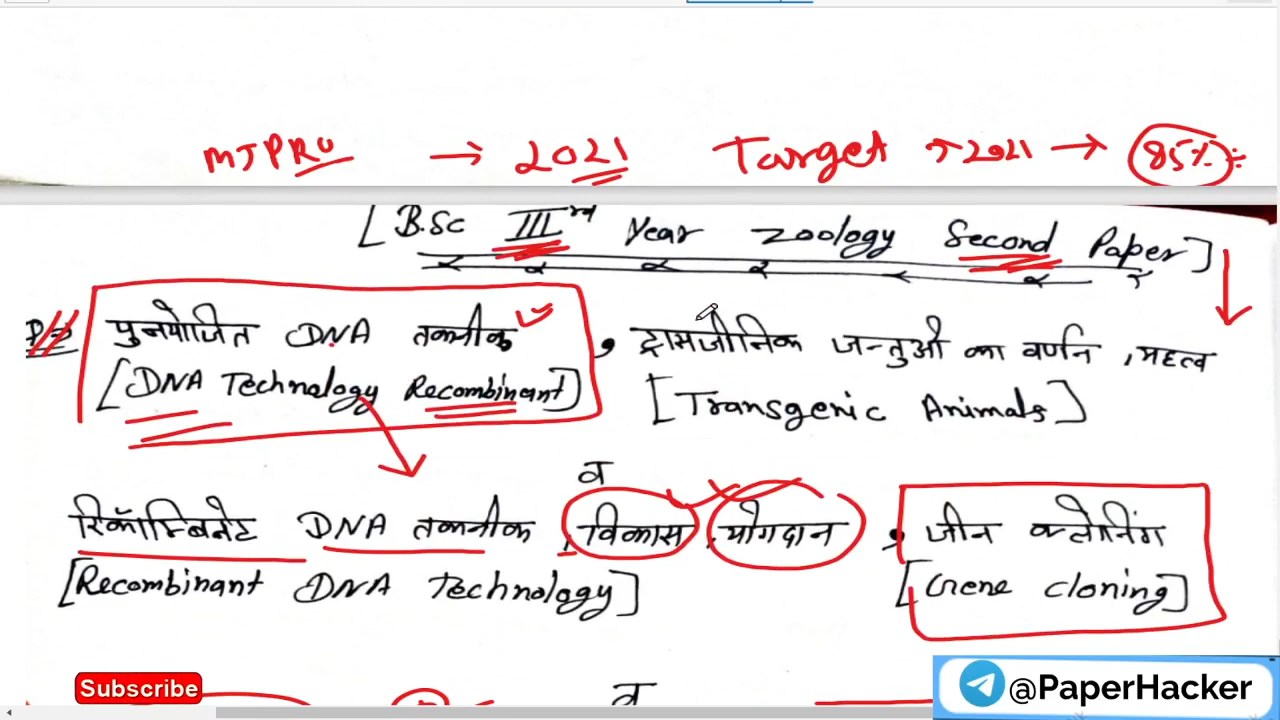 MJPRU → 2021 Target → 2021 → 85%
[B.Sc III Year Zoology Second Paper]
पुनर्योजित DNA तकनीक, ट्रांसजीनिक जन्तुओं का वर्णन, महत्व
[DNA Technology Recombinant] [Transgenic Animals]
व
रिकॉम्बिनेट DNA तकनीक, विकास, योगदान, जीन क्लोनिंग
[Recombinant DNA Technology] [Gene Cloning]
व
Subscribe
@PaperHacker